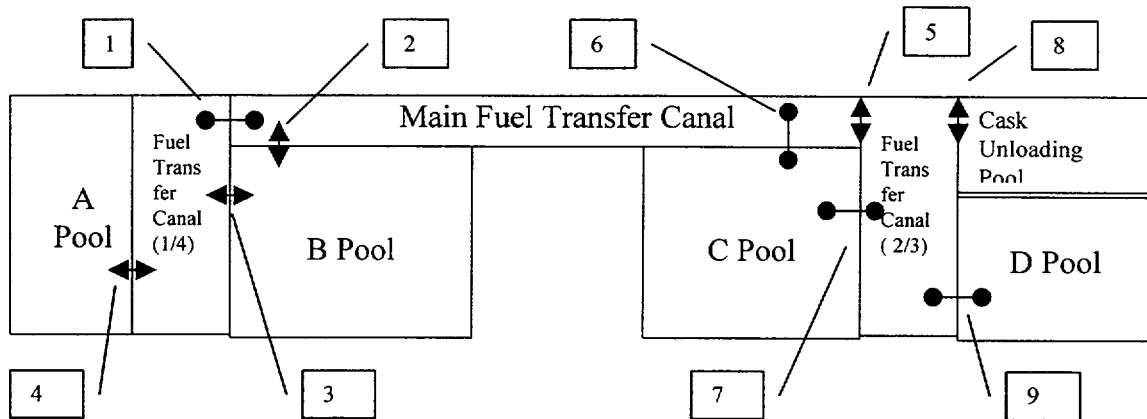 1
2
6
5
8
Main Fuel Transfer Canal
Fuel
Trans
fer
Canal
(1/4)
Fuel
Trans
fer
Canal
( 2/3)
Cask
Unloading
Pool
A
Pool
B Pool
C Pool
D Pool
4
3
7
9